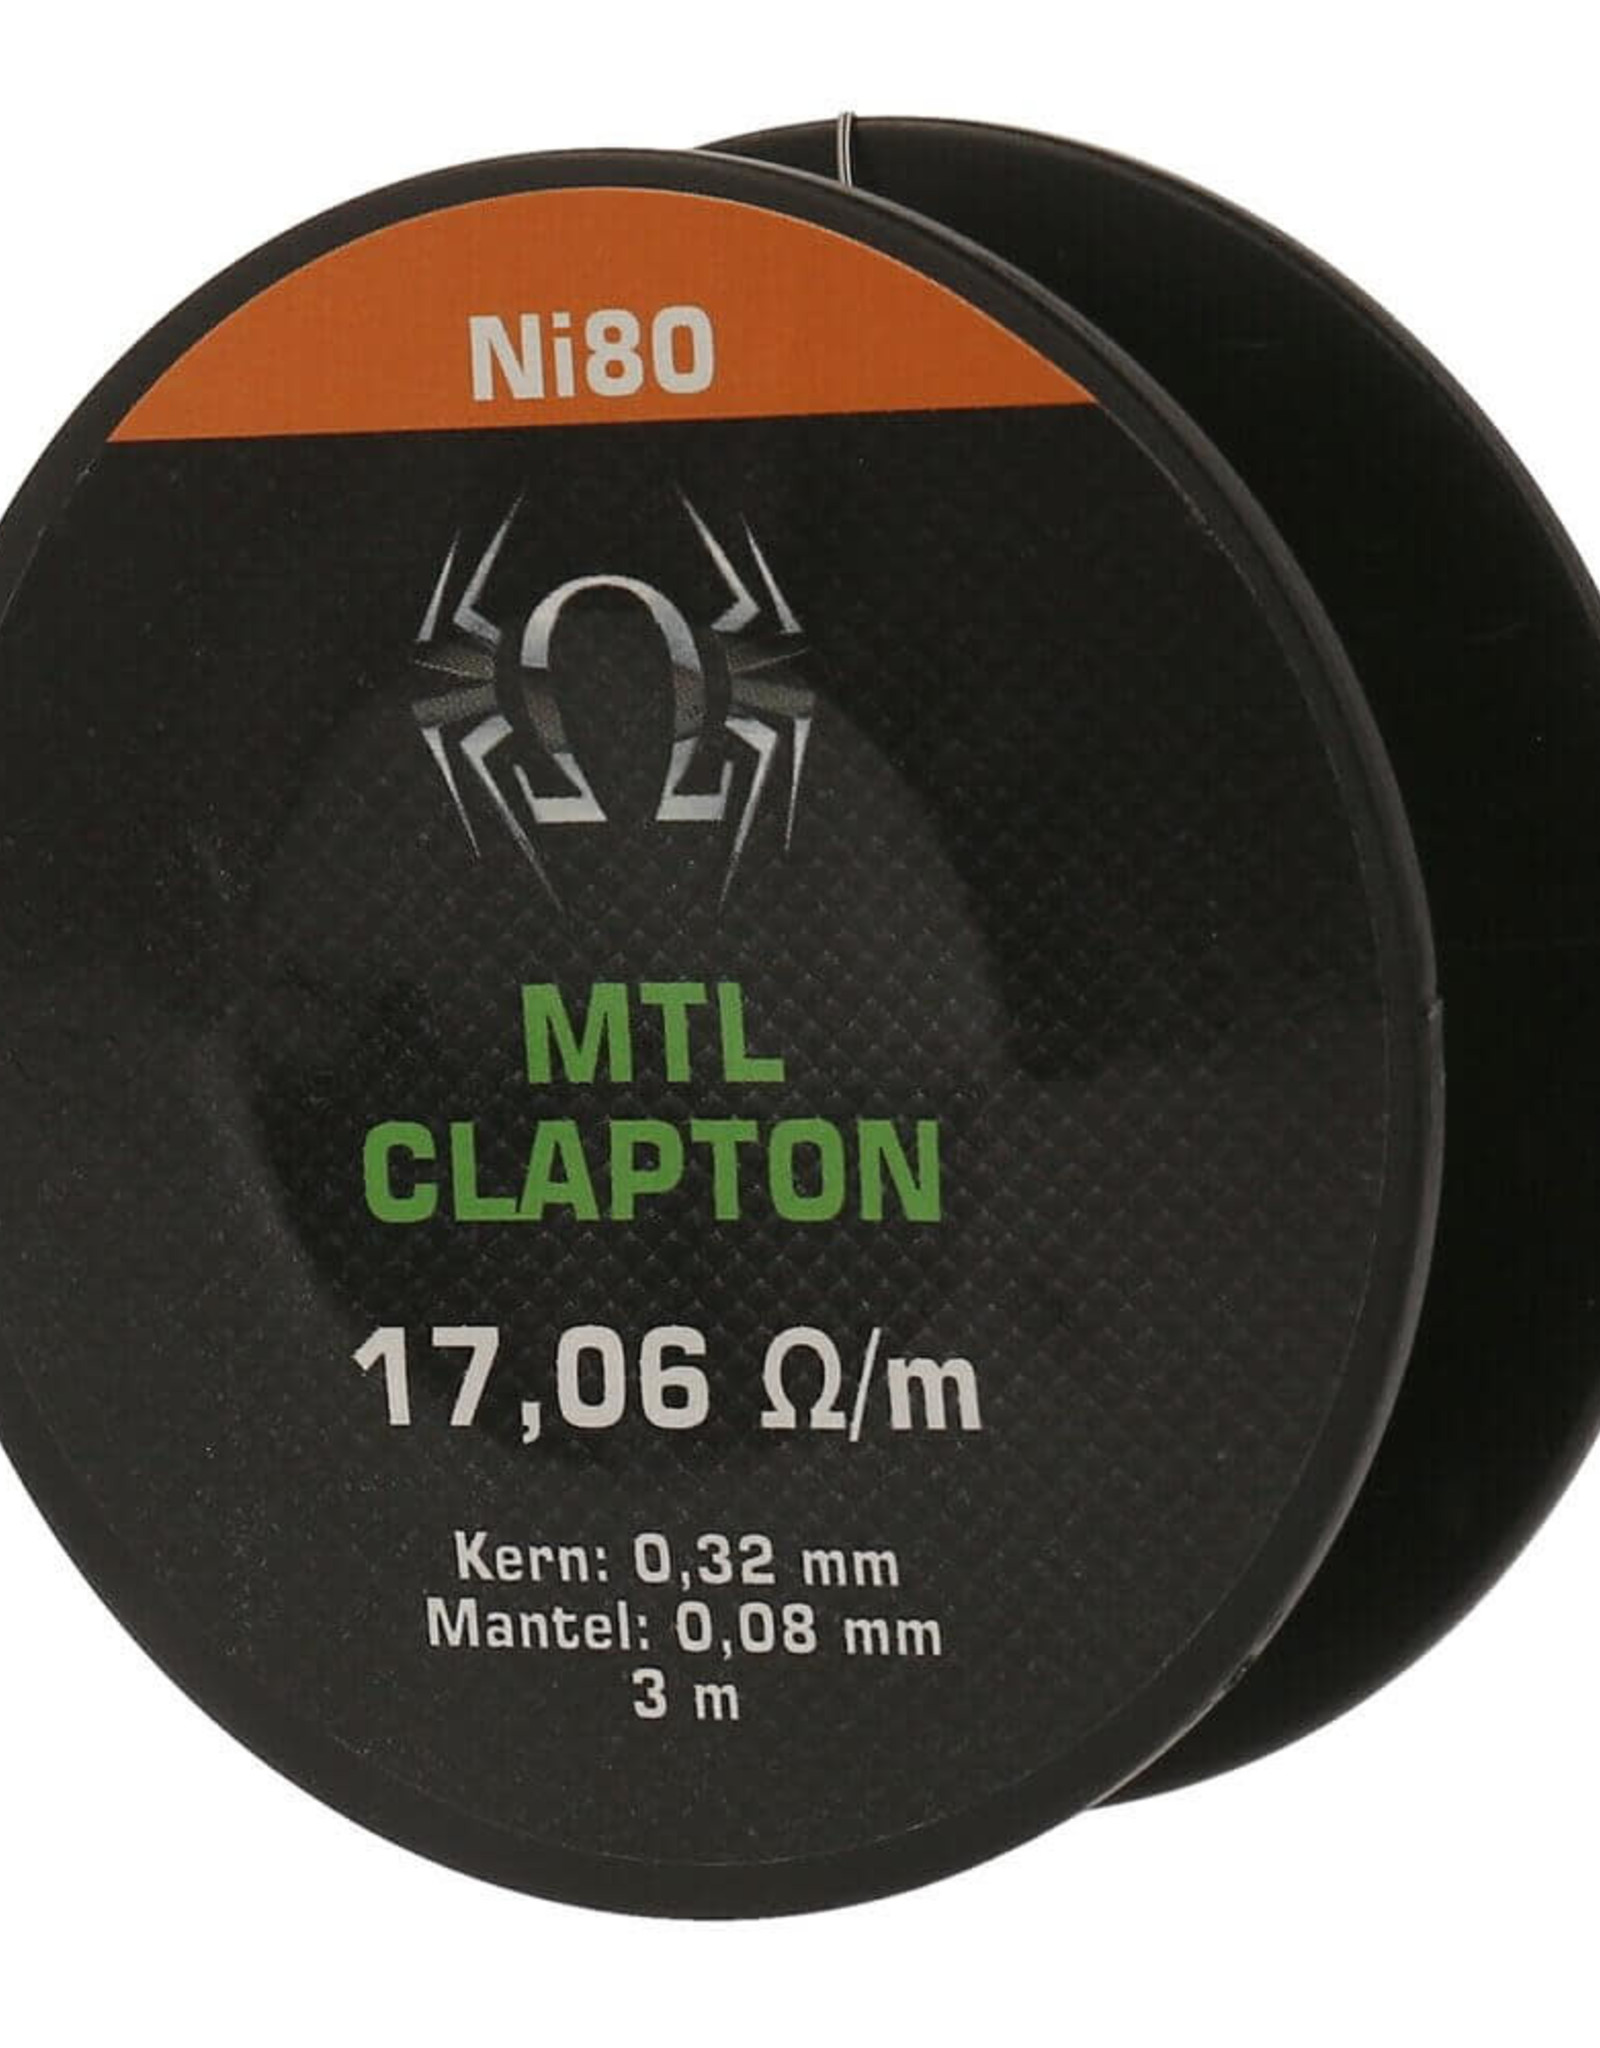 Ni80
Ω
MTL
CLAPTON
17,06 Ω/m
Kern: 0,32 mm
Mantel: 0,08 mm
3 m